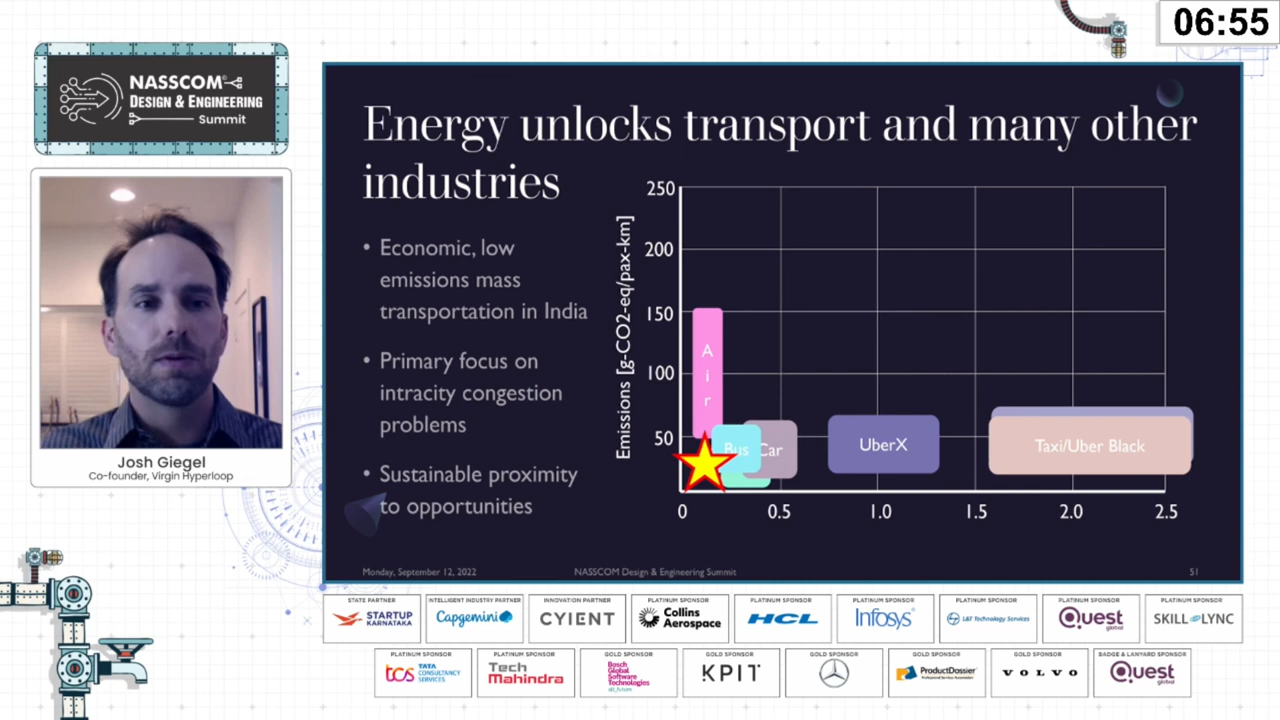 06:55
NASSCOM®
DESIGN & ENGINEERING
Summit
Josh Giegel
Co-founder, Virgin Hyperloop
Energy unlocks transport and many other
industries
• Economic, low
emissions mass
transportation in India
• Primary focus on
intracity congestion
problems
• Sustainable proximity
to opportunities
Emissions [g-CO2-eq/pax-km]
250
200
150
100
50
0
0.5
1.0
1.5
2.0
2.5
Air
Bus
Car
UberX
Taxi/Uber Black
Monday, September 12, 2022
NASSCOM Design & Engineering Summit
51
STATE PARTNER
STARTUP
KARNATAKA
INTELLIGENT INDUSTRY PARTNER
Capgemini
INNOVATION PARTNER
CYIENT
PLATINUM SPONSOR
Collins
Aerospace
PLATINUM SPONSOR
HCL
PLATINUM SPONSOR
Infosys®
PLATINUM SPONSOR
L&T Technology Services
PLATINUM SPONSOR
Quest
global
PLATINUM SPONSOR
SKILL LYNC
PLATINUM SPONSOR
tcs TATA
CONSULTANCY
SERVICES
PLATINUM SPONSOR
Tech
Mahindra
GOLD SPONSOR
Bosch
Global
Software
Technologies
GOLD SPONSOR
KPIT
GOLD SPONSOR
GOLD SPONSOR
ProductDossier
GOLD SPONSOR
VOLVO
BADGE & LANYARD SPONSOR
Quest
global